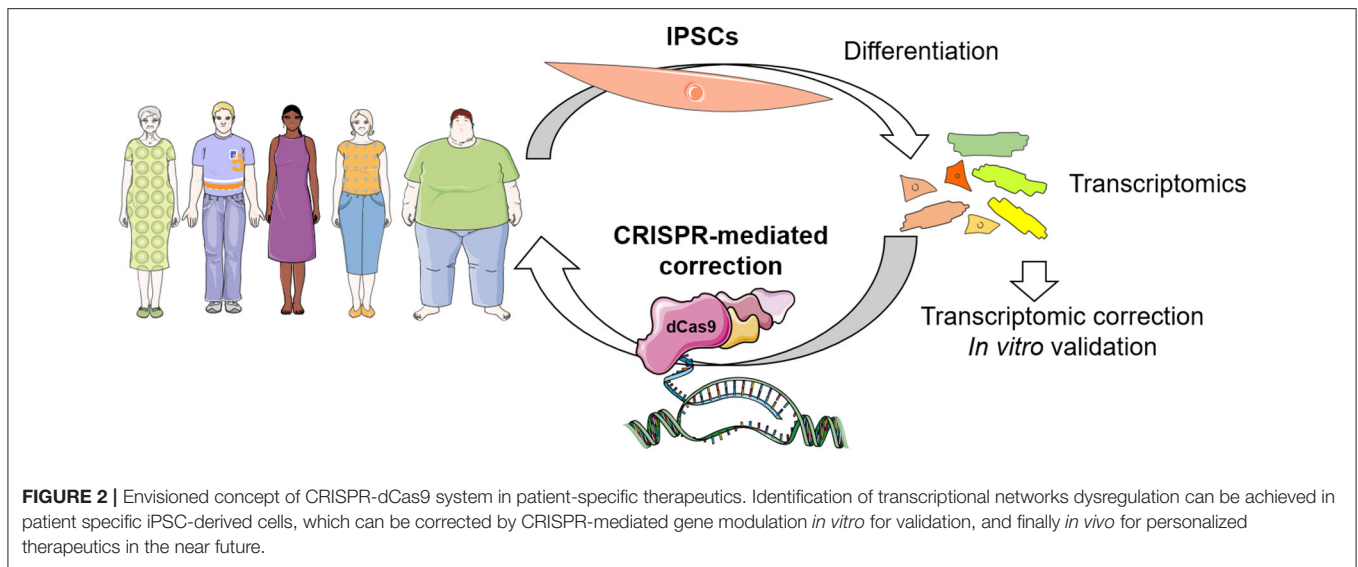 IPSCs
Differentiation
Transcriptomics
CRISPR-mediated
correction
dCas9
Transcriptomic correction
In vitro validation
5
FIGURE 2 | Envisioned concept of CRISPR-dCas9 system in patient-specific therapeutics. Identification of transcriptional networks dysregulation can be achieved in
patient specific iPSC-derived cells, which can be corrected by CRISPR-mediated gene modulation in vitro for validation, and finally in vivo for personalized
therapeutics in the near future.